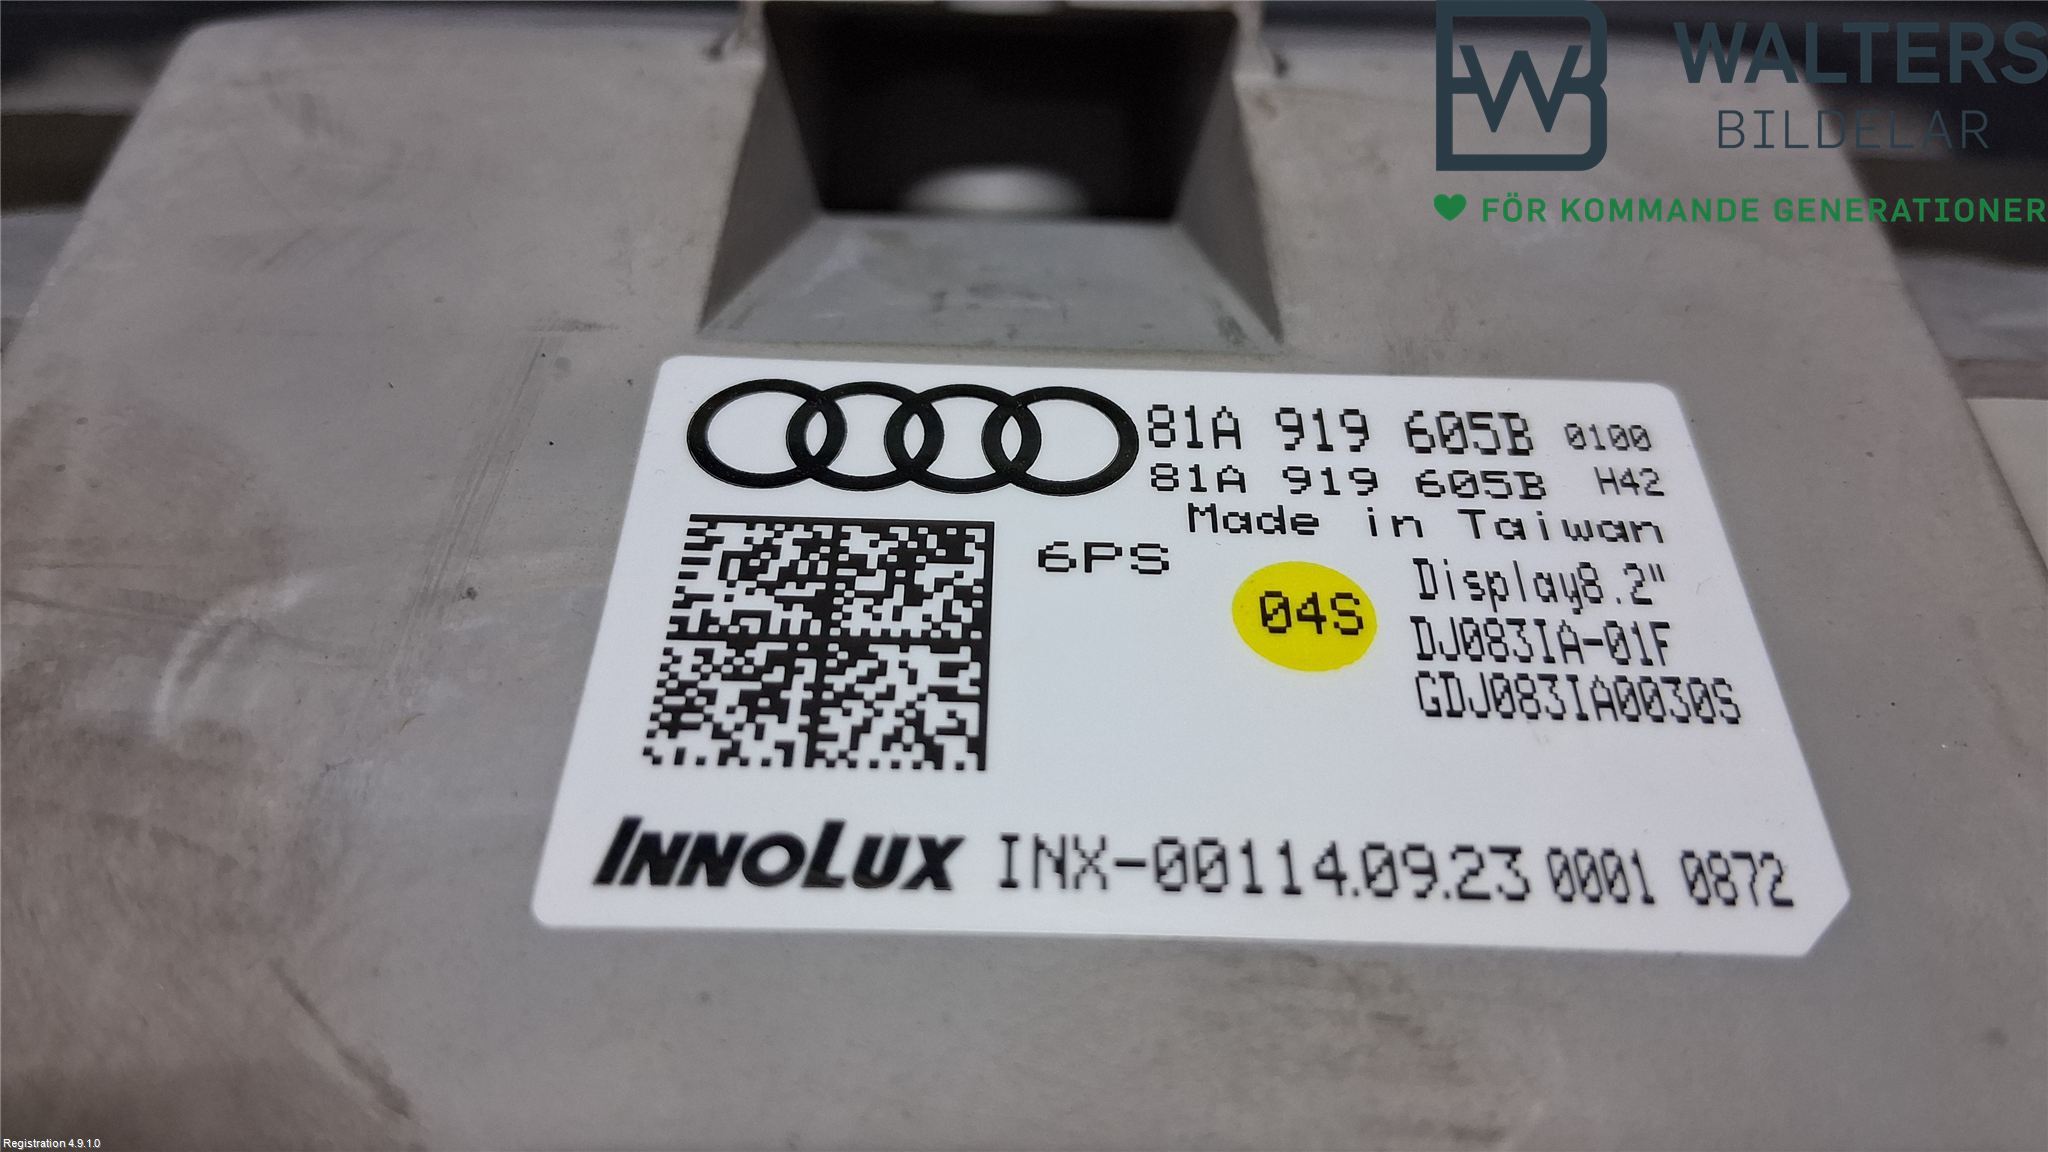 WALTERS
BILDELAR
FÖR KOMMANDE GENERATIONER
81A 919 605B 0100
81A 919 605B H42
Made in Taiwan
6PS
04S
Display8.2"
DJ083IA-01F
GDJ083IA0030S
INNOLUX INX-00114.09.23 0001 0872
Registration 4.9.1.0